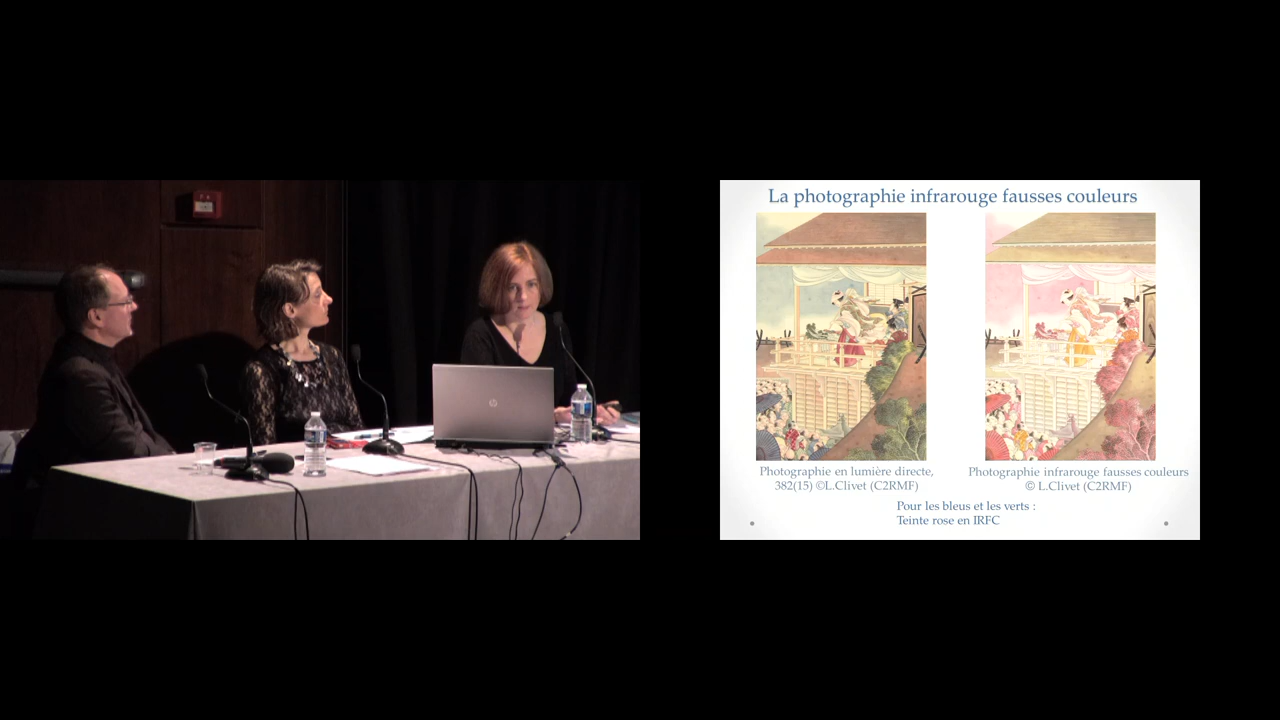 La photographie infrarouge fausses couleurs
Photographie en lumière directe,
382(15) ©L.Clivet (C2RMF)
Photographie infrarouge fausses couleurs
© L.Clivet (C2RMF)
Pour les bleus et les verts :
Teinte rose en IRFC
hp